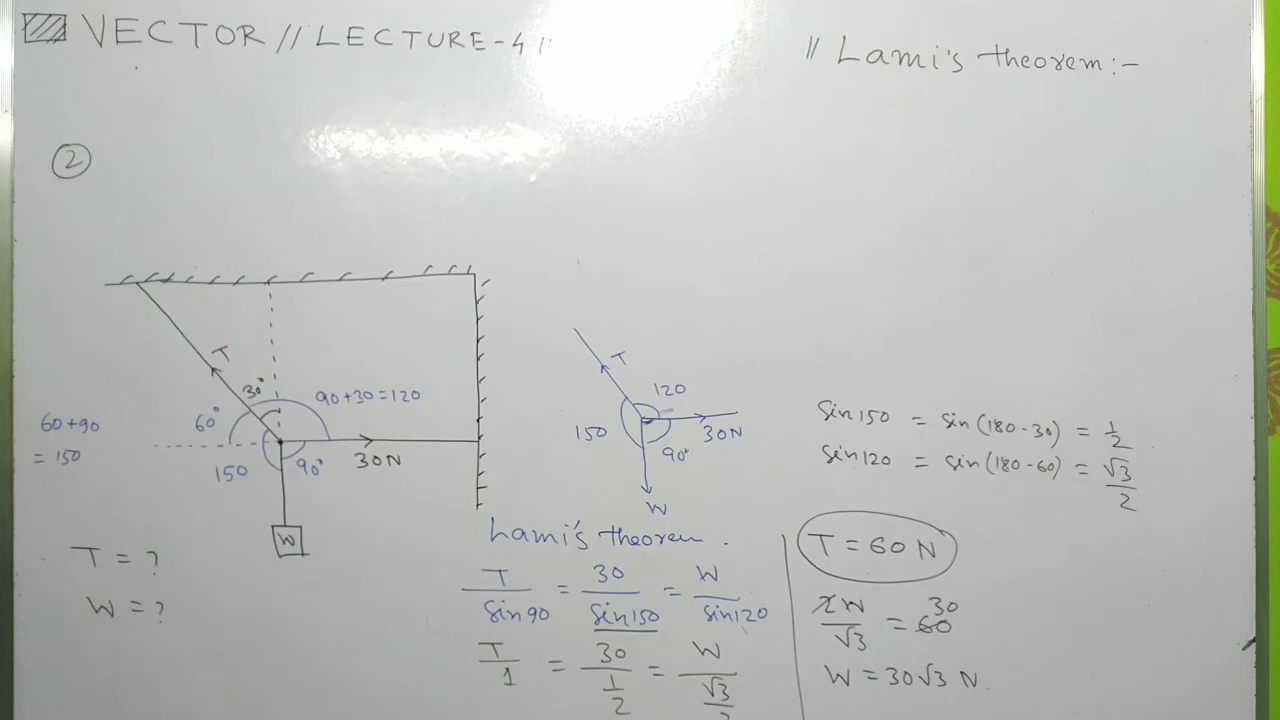 VECTOR // LECTURE-4 //
// Lami's theorem :-
2
T
30°
90+30=120
60°
60+90
= 150
150
90°
30N
W
T = ?
W = ?
T
120
150
30N
90°
W
sin150 = sin(180-30) = 1/2
sin120 = sin(180-60) = √3/2
Lami's theorem .
T/sin90 = 30/sin150 = W/sin120
T/1 = 30/(1/2) = W/(√3/2)
T = 60 N
2W/√3 = 60 30
W = 30√3 N